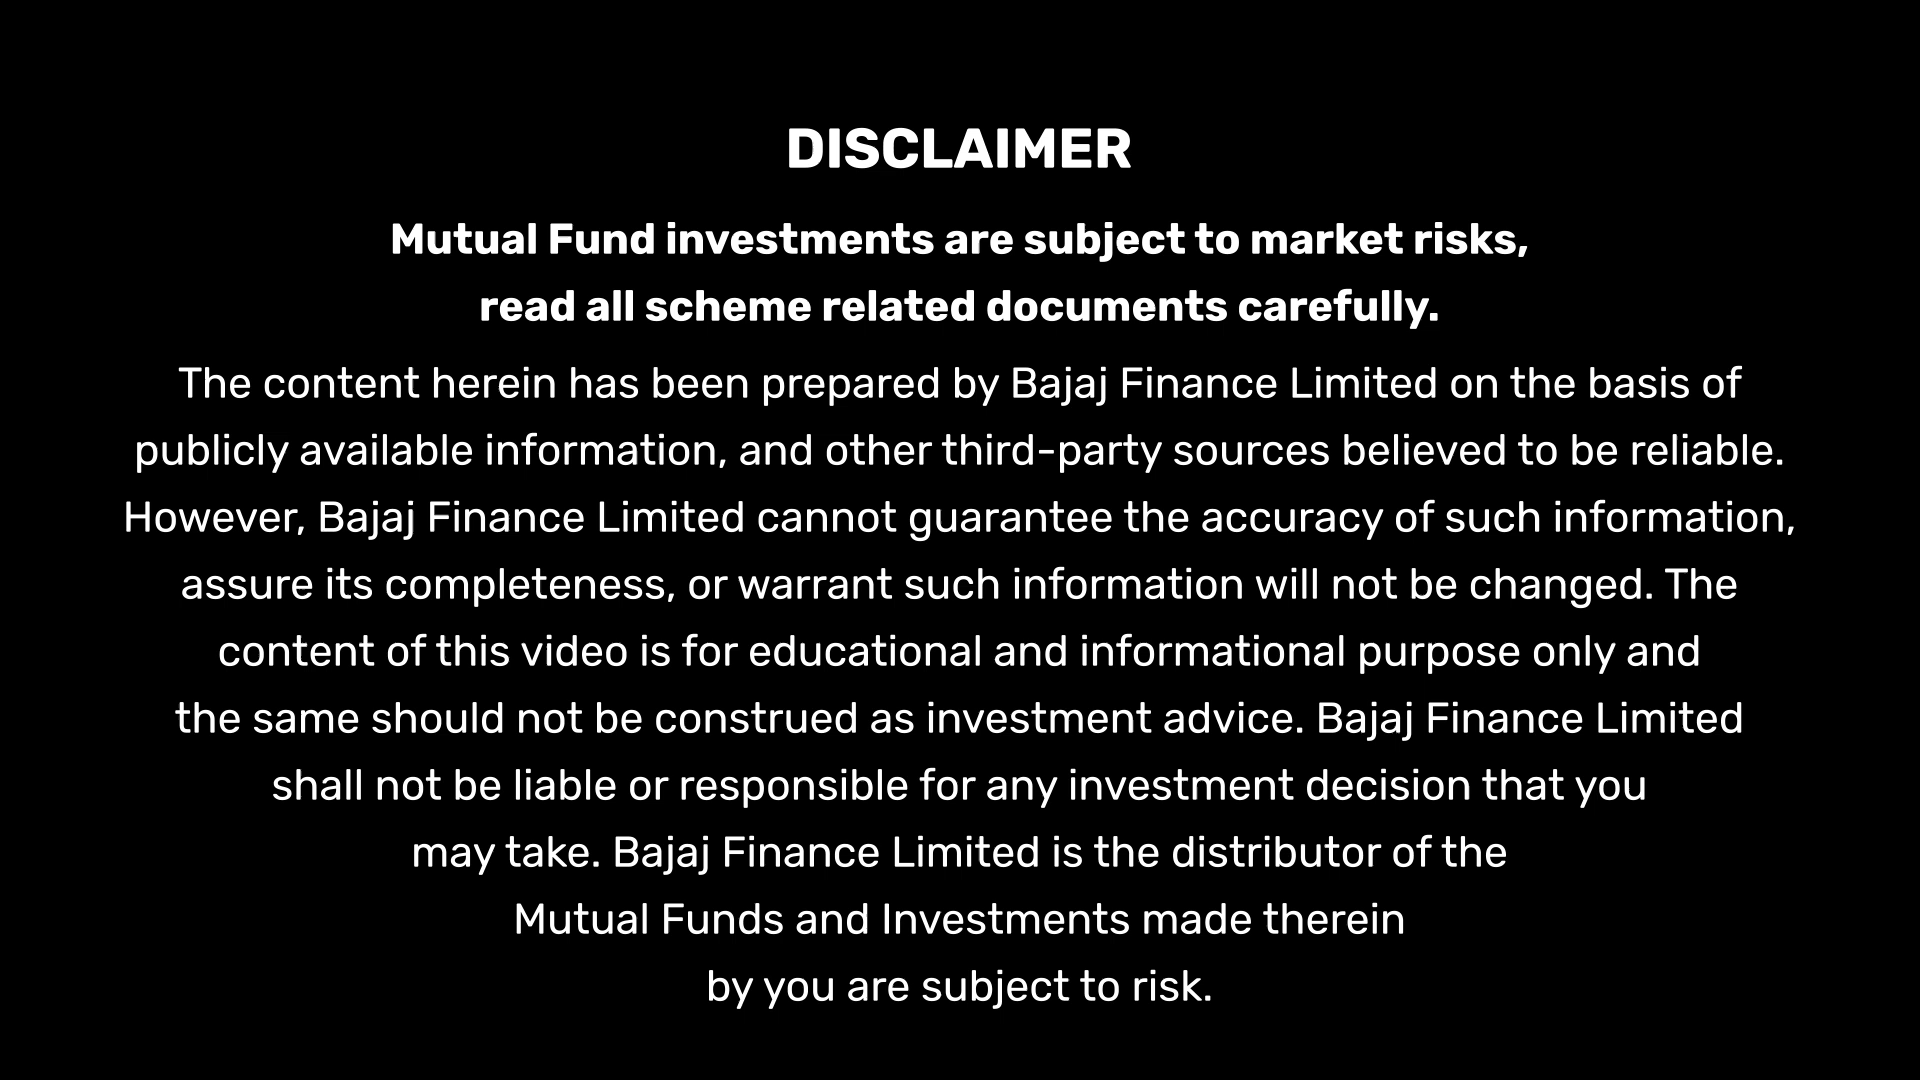 DISCLAIMER
Mutual Fund investments are subject to market risks,
read all scheme related documents carefully.
The content herein has been prepared by Bajaj Finance Limited on the basis of
publicly available information, and other third-party sources believed to be reliable.
However, Bajaj Finance Limited cannot guarantee the accuracy of such information,
assure its completeness, or warrant such information will not be changed. The
content of this video is for educational and informational purpose only and
the same should not be construed as investment advice. Bajaj Finance Limited
shall not be liable or responsible for any investment decision that you
may take. Bajaj Finance Limited is the distributor of the
Mutual Funds and Investments made therein
by you are subject to risk.